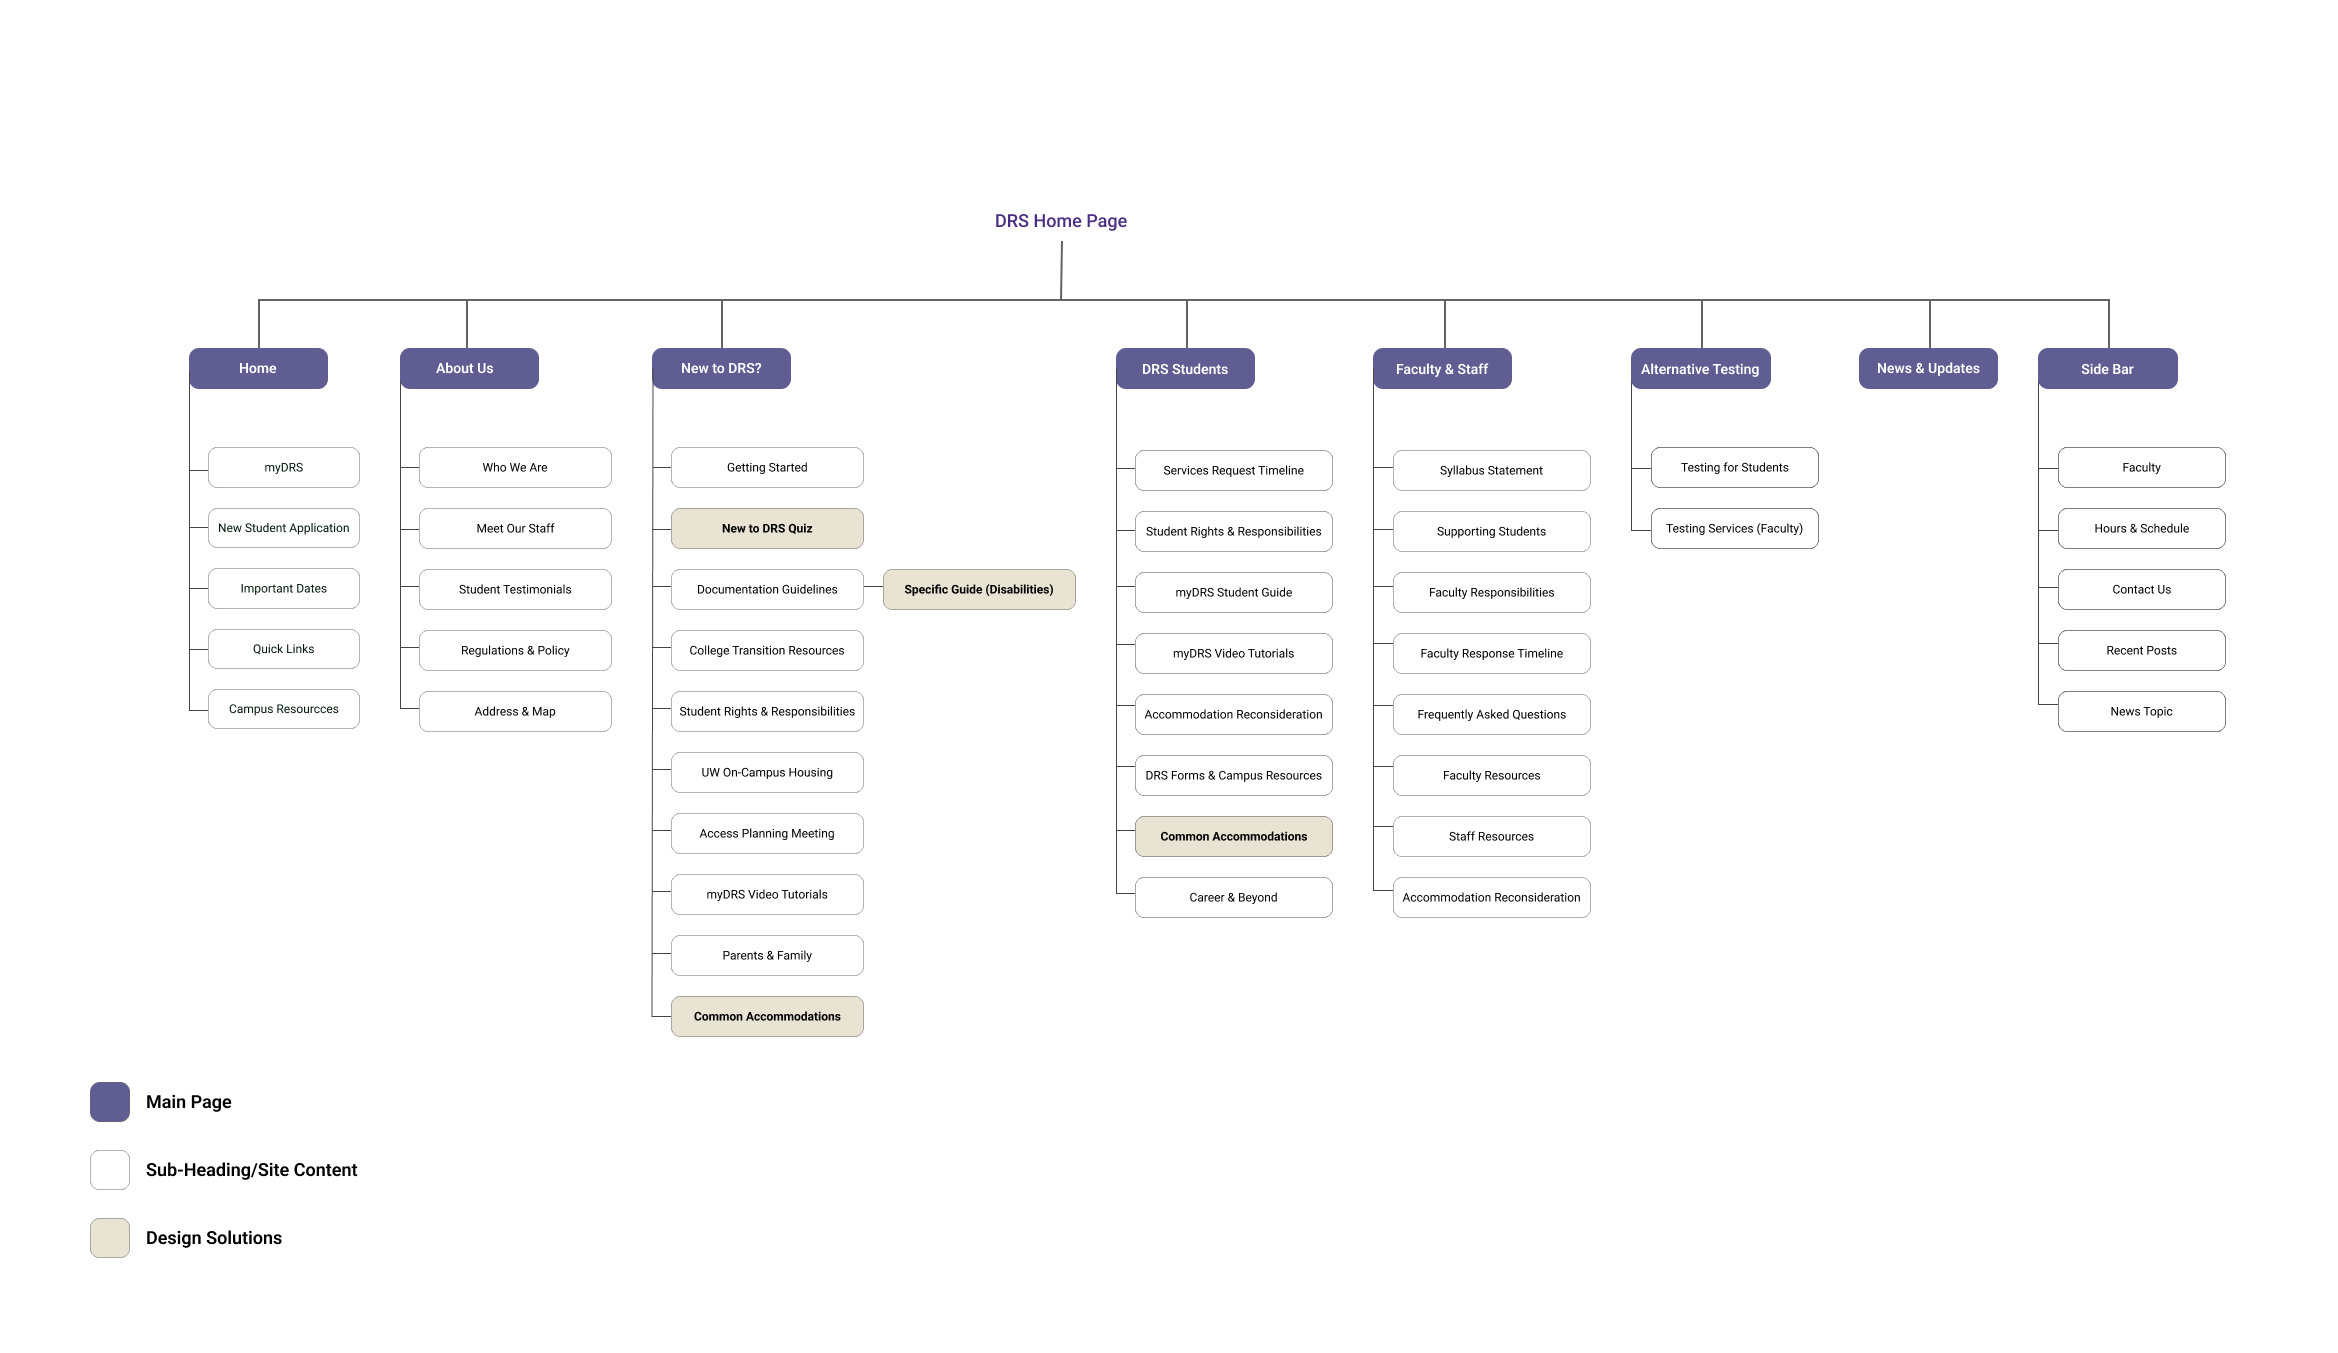 DRS Home Page
Home
About Us
New to DRS?
DRS Students
Faculty & Staff
Alternative Testing
News & Updates
Side Bar
myDRS
New Student Application
Important Dates
Quick Links
Campus Resourcces
Who We Are
Meet Our Staff
Student Testimonials
Regulations & Policy
Address & Map
Getting Started
New to DRS Quiz
Documentation Guidelines
Specific Guide (Disabilities)
College Transition Resources
Student Rights & Responsibilities
UW On-Campus Housing
Access Planning Meeting
myDRS Video Tutorials
Parents & Family
Common Accommodations
Services Request Timeline
Student Rights & Responsibilities
myDRS Student Guide
myDRS Video Tutorials
Accommodation Reconsideration
DRS Forms & Campus Resources
Common Accommodations
Career & Beyond
Syllabus Statement
Supporting Students
Faculty Responsibilities
Faculty Response Timeline
Frequently Asked Questions
Faculty Resources
Staff Resources
Accommodation Reconsideration
Testing for Students
Testing Services (Faculty)
Faculty
Hours & Schedule
Contact Us
Recent Posts
News Topic
Main Page
Sub-Heading/Site Content
Design Solutions